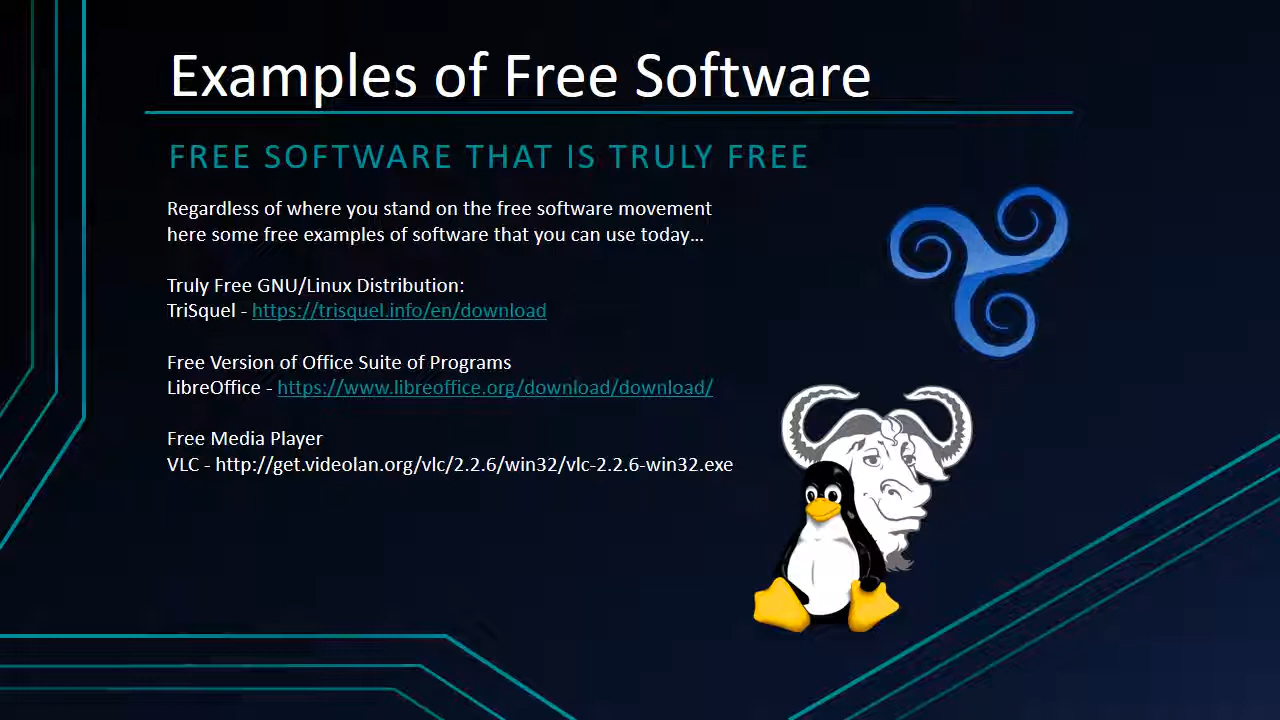 Examples of Free Software
FREE SOFTWARE THAT IS TRULY FREE
Regardless of where you stand on the free software movement
here some free examples of software that you can use today...
Truly Free GNU/Linux Distribution:
TriSquel - https://trisquel.info/en/download
Free Version of Office Suite of Programs
LibreOffice - https://www.libreoffice.org/download/download/
Free Media Player
VLC - http://get.videolan.org/vlc/2.2.6/win32/vlc-2.2.6-win32.exe